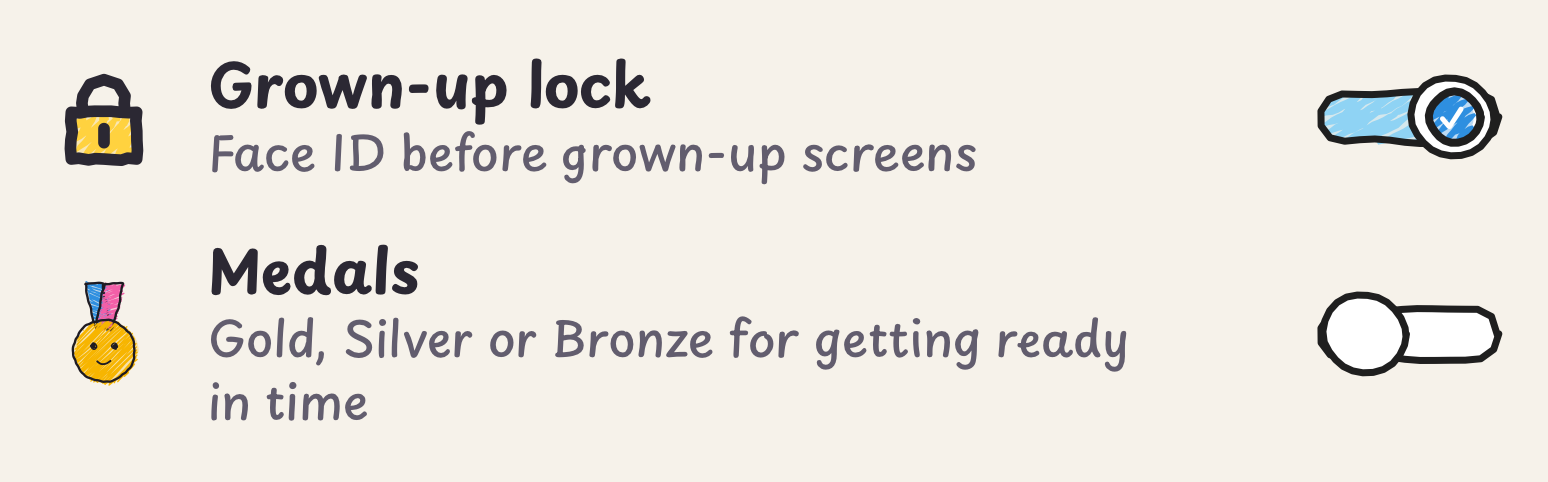 Grown-up lock
Face ID before grown-up screens
Medals
Gold, Silver or Bronze for getting ready
in time